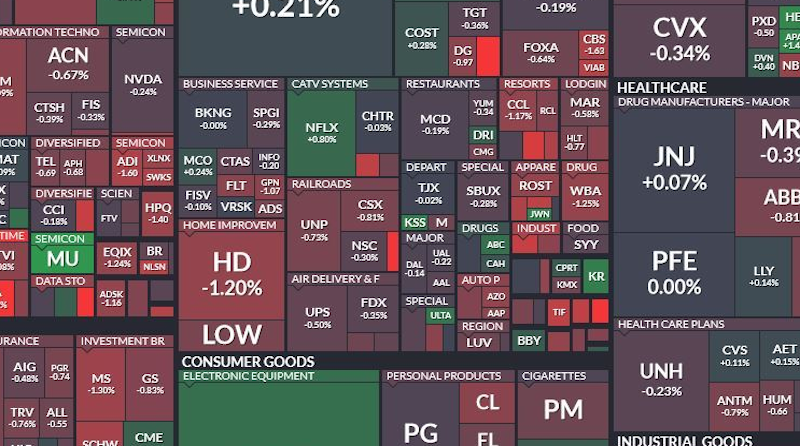 +0.21%
COST
+0.28%
TGT
-0.36%
DG
-0.97
-0.19%
FOXA
-0.64%
CBS
-1.63
VIAB
CVX
-0.34%
PXD
-0.50
DVN
+0.40
NB
ORMATION TECHNO
ACN
-0.67%
CTSH
-0.39%
FIS
-0.33%
SEMICON
NVDA
-0.24%
BUSINESS SERVICE
BKNG
-0.00%
SPGI
-0.29%
MCO
+0.24%
CTAS
INFO
-0.20
FLT
GPN
-1.07
FISV
-0.10%
VRSK
ADS
CATV SYSTEMS
NFLX
+0.80%
CHTR
-0.03%
RESTAURANTS
MCD
-0.19%
YUM
-0.34
DRI
CMG
RESORTS
CCL
-1.17%
RCL
LODGIN
MAR
-0.58%
HLT
-0.77
HEALTHCARE
DRUG MANUFACTURERS - MAJOR
JNJ
+0.07%
PFE
0.00%
LLY
+0.14%
DIVERSIFIED
TEL
-0.69
APH
-0.68
SEMICON
ADI
-1.60
XLNX
SWKS
DIVERSIFIE
CCI
-0.18%
SCIEN
FTV
HPQ
-1.40
SEMICON
MU
EQIX
-1.24%
BR
NLSN
DATA STO
ADSK
-1.16
RAILROADS
UNP
-0.73%
CSX
-0.81%
NSC
-0.30%
HOME IMPROVEM
HD
-1.20%
LOW
AIR DELIVERY & F
UPS
-0.50%
FDX
-0.25%
DEPART
TJX
-0.02%
KSS
M
SPECIAL
SBUX
-0.28%
APPARE
ROST
JWN
DRUG
WBA
-1.25%
MAJOR
DAL
-0.14
UAL
-0.22
AAL
DRUGS
ABC
CAH
INDUST
FOOD
SYY
CPRT
KMX
KR
AUTO P
AZO
AAP
SPECIAL
ULTA
REGION
LUV
BBY
TIF
HEALTH CARE PLANS
UNH
-0.23%
CVS
+0.11%
AET
+0.15%
ANTM
-0.79%
HUM
-0.66
INDUSTRIAL GOODS
URANCE
AIG
-0.48%
PGR
-0.74
TRV
-0.76%
ALL
-0.55
INVESTMENT BR
MS
-1.30%
GS
-0.83%
SCHW
CME
CONSUMER GOODS
ELECTRONIC EQUIPMENT
PERSONAL PRODUCTS
PG
CL
CIGARETTES
PM